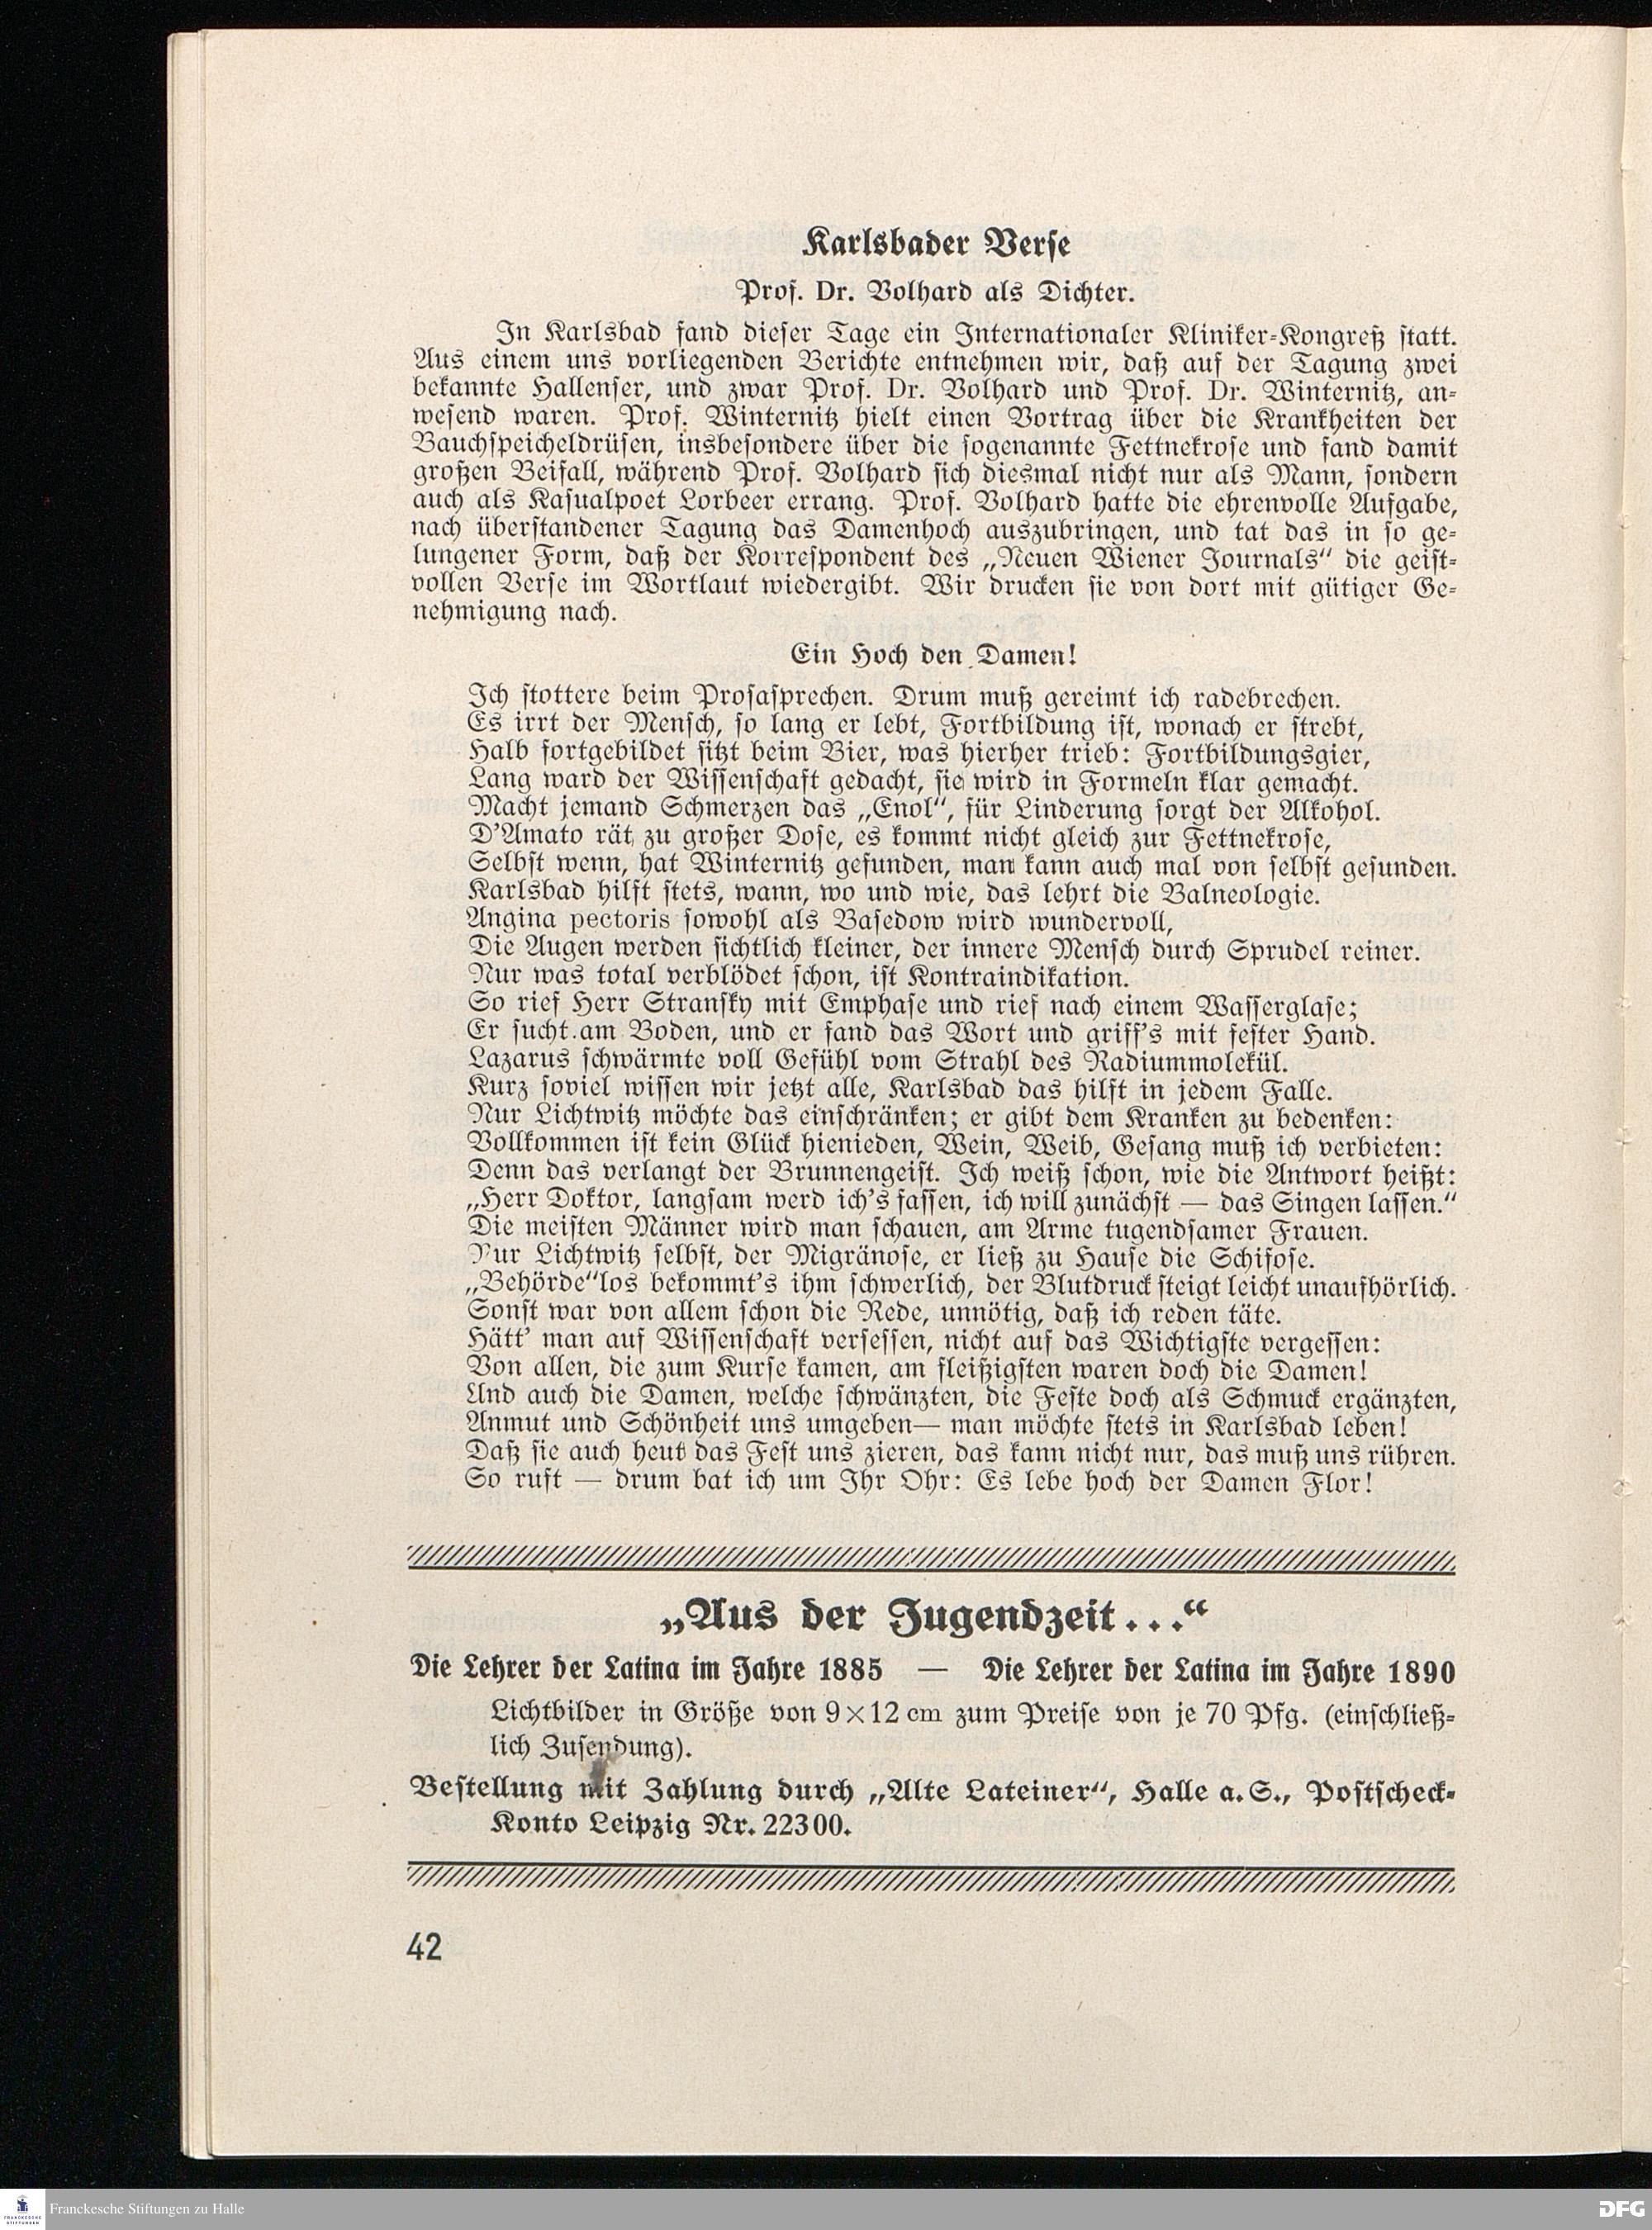 Karlsbader Verse
Prof. Dr. Volhard als Dichter.
In Karlsbad fand dieser Tage ein Internationaler Kliniker-Kongreß statt.
Aus einem uns vorliegenden Berichte entnehmen wir, daß auf der Tagung zwei
bekannte Hallenser, und zwar Prof. Dr. Volhard und Prof. Dr. Winternitz, an-
wesend waren. Prof. Winternitz hielt einen Vortrag über die Krankheiten der
Bauchspeicheldrüsen, insbesondere über die sogenannte Fettnekrose und fand damit
großen Beifall, während Prof. Volhard sich diesmal nicht nur als Mann, sondern
auch als Kasualpoet Lorbeer errang. Prof. Volhard hatte die ehrenvolle Aufgabe,
nach überstandener Tagung das Damenhoch auszubringen, und tat das in so ge-
lungener Form, daß der Korrespondent des „Neuen Wiener Journals“ die geist-
vollen Verse im Wortlaut wiedergibt. Wir drucken sie von dort mit gütiger Ge-
nehmigung nach.
Ein Hoch den Damen!
Ich stottere beim Prosasprechen. Drum muß gereimt ich radebrechen.
Es irrt der Mensch, so lang er lebt, Fortbildung ist, wonach er strebt,
Halb fortgebildet sitzt beim Bier, was hierher trieb: Fortbildungsgier,
Lang ward der Wissenschaft gedacht, sie wird in Formeln klar gemacht.
Macht jemand Schmerzen das „Enol“, für Linderung sorgt der Alkohol.
D'Amato rät zu großer Dose, es kommt nicht gleich zur Fettnekrose,
Selbst wenn, hat Winternitz gefunden, man kann auch mal von selbst gesunden.
Karlsbad hilft stets, wann, wo und wie, das lehrt die Balneologie.
Angina pectoris sowohl als Basedow wird wundervoll,
Die Augen werden sichtlich kleiner, der innere Mensch durch Sprudel reiner.
Nur was total verblödet schon, ist Kontraindikation.
So rief Herr Stransky mit Emphase und rief nach einem Wasserglase;
Er sucht am Boden, und er fand das Wort und griff's mit fester Hand.
Lazarus schwärmte voll Gefühl vom Strahl des Radiummolekül.
Kurz soviel wissen wir jetzt alle, Karlsbad das hilft in jedem Falle.
Nur Lichtwitz möchte das einschränken; er gibt dem Kranken zu bedenken:
Vollkommen ist kein Glück hienieden, Wein, Weib, Gesang muß ich verbieten:
Denn das verlangt der Brunnengeist. Ich weiß schon, wie die Antwort heißt:
„Herr Doktor, langsam werd ich's fassen, ich will zunächst — das Singen lassen.“
Die meisten Männer wird man schauen, am Arme tugendsamer Frauen.
Nur Lichtwitz selbst, der Migränose, er ließ zu Hause die Schifose.
„Behörde“los bekommt's ihm schwerlich, der Blutdruck steigt leicht unaufhörlich.
Sonst war von allem schon die Rede, unnötig, daß ich reden täte.
Hätt' man auf Wissenschaft versessen, nicht auf das Wichtigste vergessen:
Von allen, die zum Kurse kamen, am fleißigsten waren doch die Damen!
Und auch die Damen, welche schwänzten, die Feste doch als Schmuck ergänzten,
Anmut und Schönheit uns umgeben— man möchte stets in Karlsbad leben!
Daß sie auch heut das Fest uns zieren, das kann nicht nur, das muß uns rühren.
So ruft — drum bat ich um Ihr Ohr: Es lebe hoch der Damen Flor!
„Aus der Jugendzeit...“
Die Lehrer der Latina im Jahre 1885 — Die Lehrer der Latina im Jahre 1890
Lichtbilder in Größe von 9×12 cm zum Preise von je 70 Pfg. (einschließ-
lich Zusendung).
Bestellung mit Zahlung durch „Alte Lateiner“, Halle a. S., Postscheck-
Konto Leipzig Nr. 22300.
42
FRANCKESCHE STIFTUNGEN
Franckesche Stiftungen zu Halle
DFG